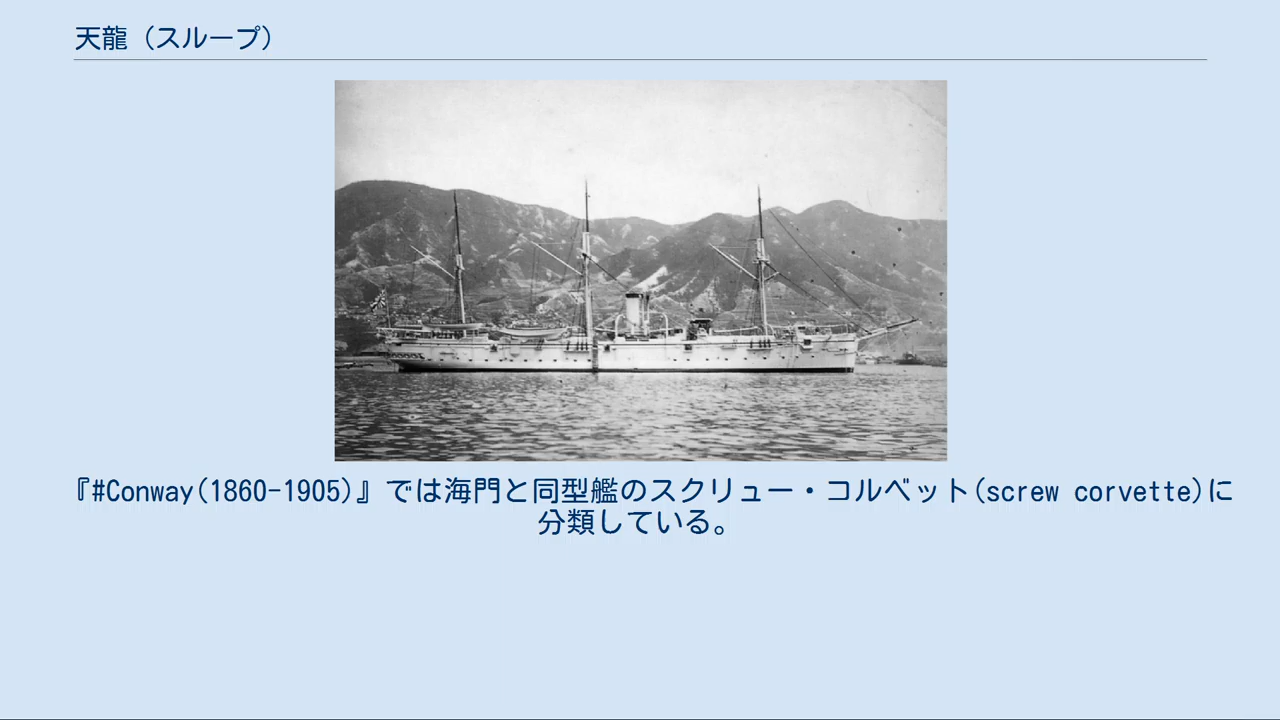 天龍（スループ）
『#Conway(1860-1905)』では海門と同型艦のスクリュー・コルベット(screw corvette)に
分類している。